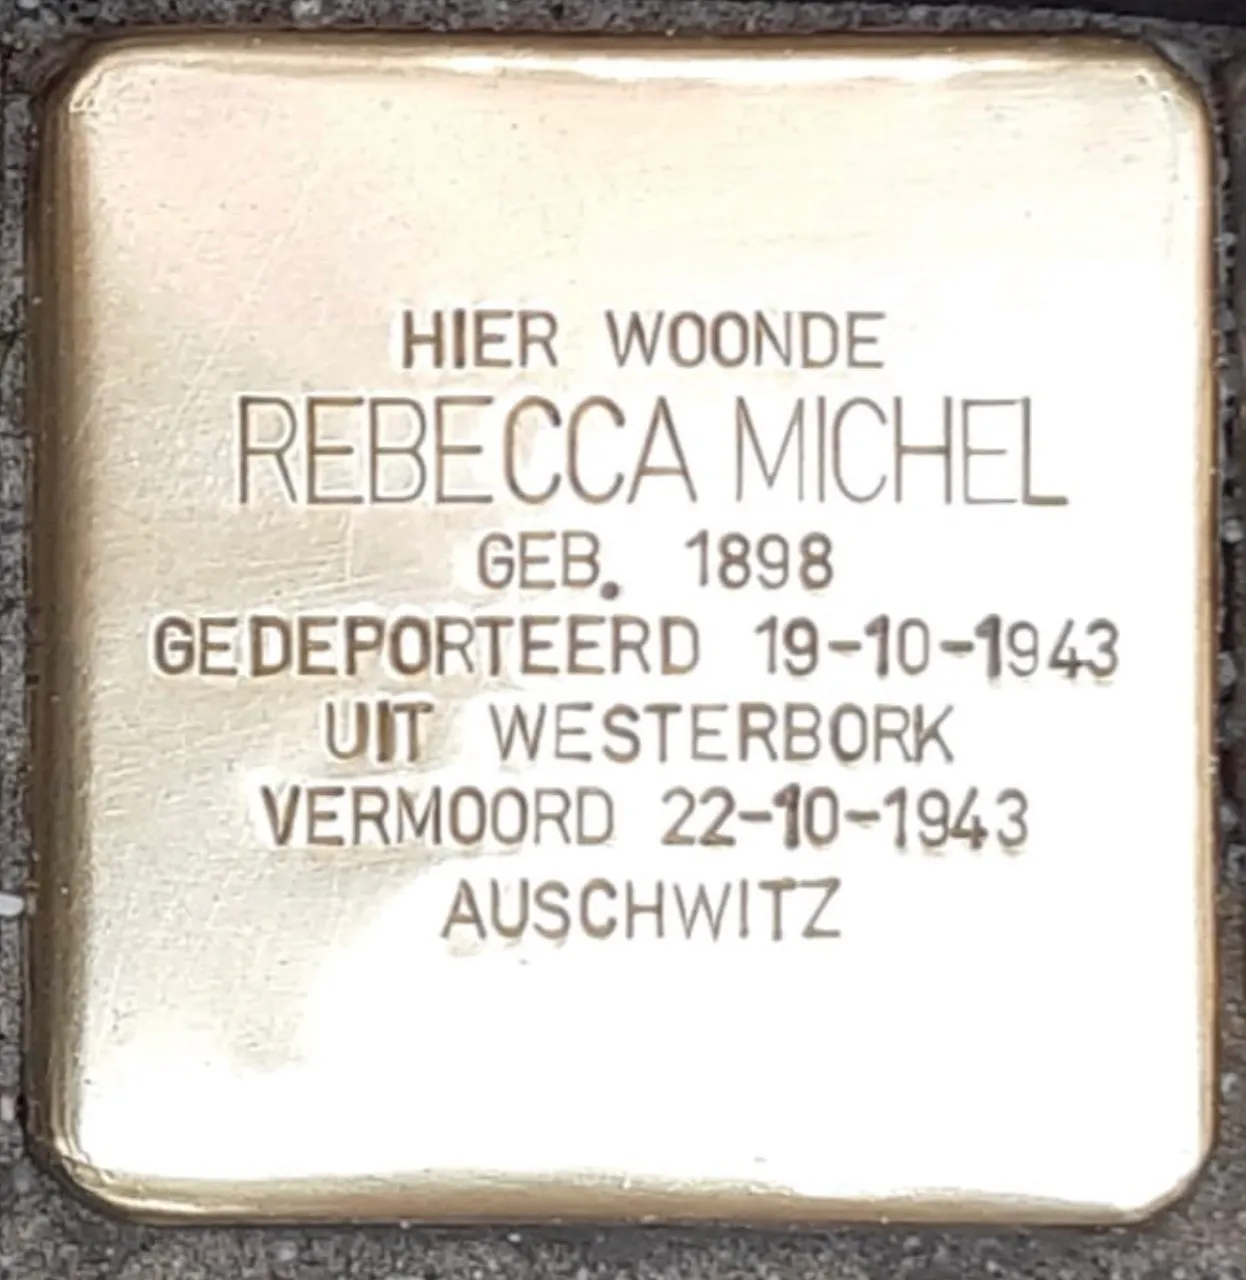 HIER WOONDE
REBECCA MICHEL
GEB. 1898
GEDEPORTEERD 19-10-1943
UIT WESTERBORK
VERMOORD 22-10-1943
AUSCHWITZ